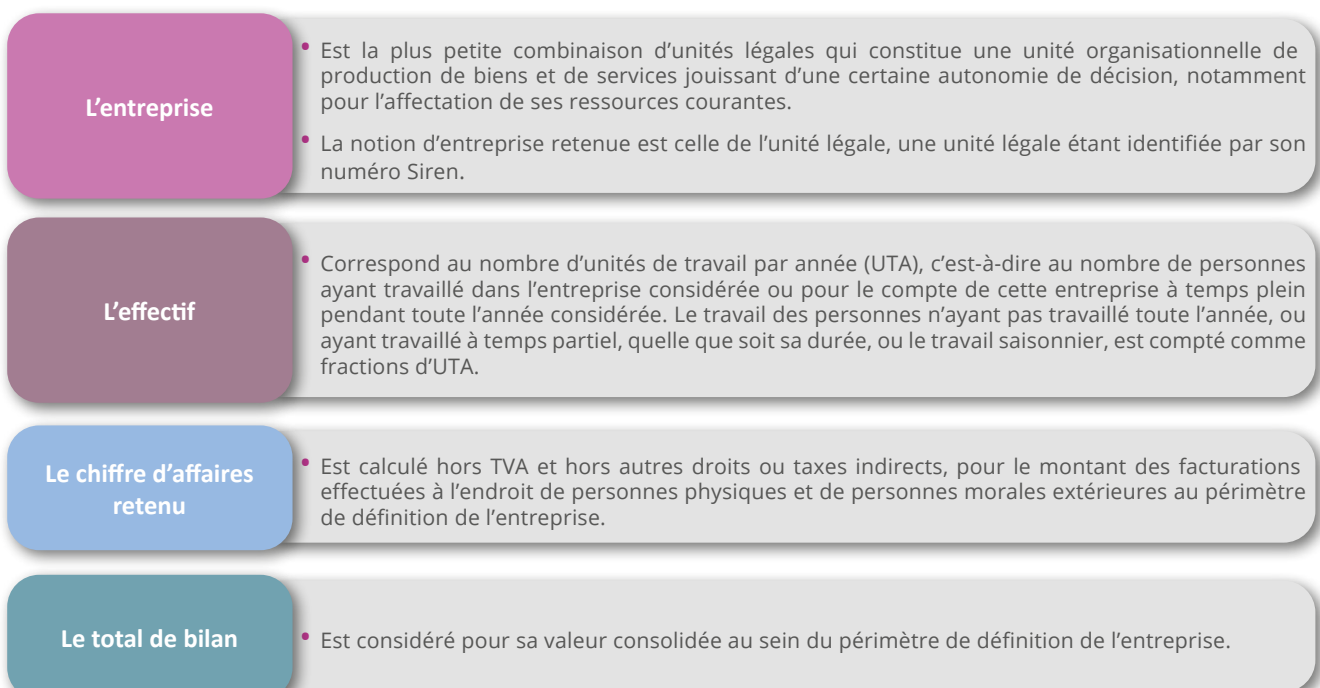 L’entreprise
• Est la plus petite combinaison d’unités légales qui constitue une unité organisationnelle de
production de biens et de services jouissant d’une certaine autonomie de décision, notamment
pour l’affectation de ses ressources courantes.
• La notion d’entreprise retenue est celle de l’unité légale, une unité légale étant identifiée par son
numéro Siren.
L’effectif
• Correspond au nombre d’unités de travail par année (UTA), c’est-à-dire au nombre de personnes
ayant travaillé dans l’entreprise considérée ou pour le compte de cette entreprise à temps plein
pendant toute l’année considérée. Le travail des personnes n’ayant pas travaillé toute l’année, ou
ayant travaillé à temps partiel, quelle que soit sa durée, ou le travail saisonnier, est compté comme
fractions d’UTA.
Le chiffre d’affaires
retenu
• Est calculé hors TVA et hors autres droits ou taxes indirects, pour le montant des facturations
effectuées à l’endroit de personnes physiques et de personnes morales extérieures au périmètre
de définition de l’entreprise.
Le total de bilan
• Est considéré pour sa valeur consolidée au sein du périmètre de définition de l’entreprise.